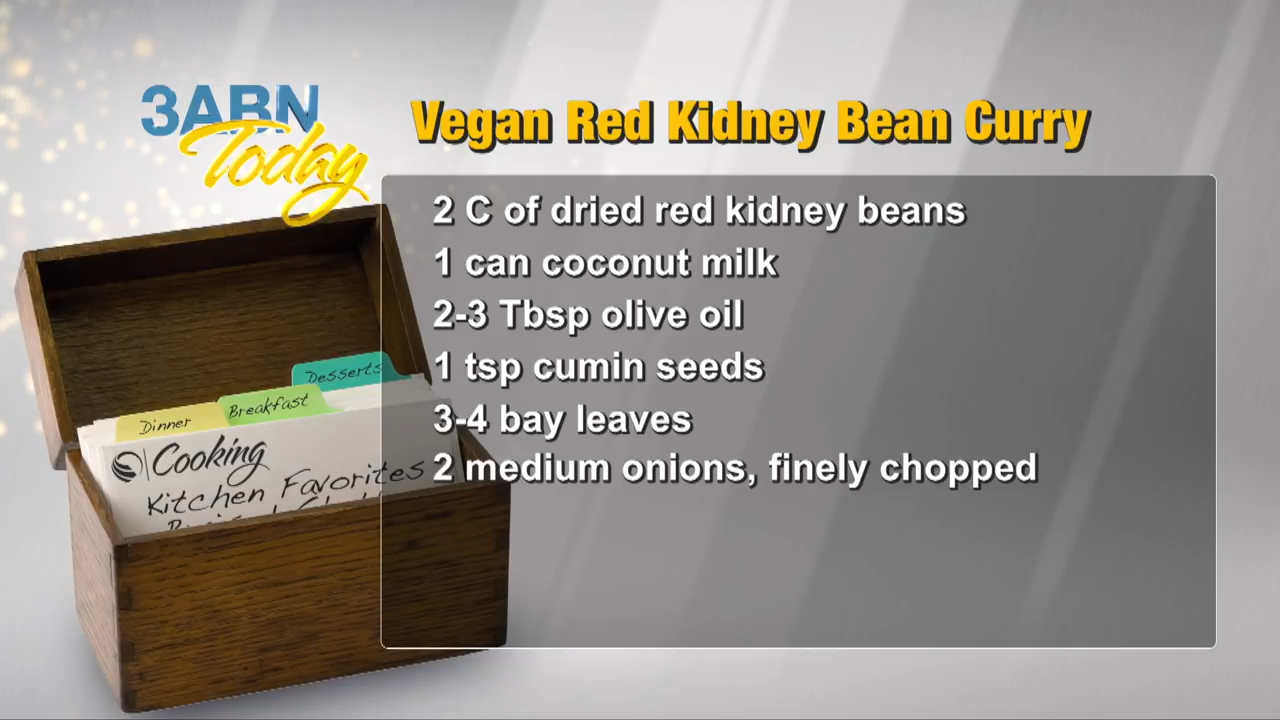 3ABN
Today
Vegan Red Kidney Bean Curry
2 C of dried red kidney beans
1 can coconut milk
2-3 Tbsp olive oil
1 tsp cumin seeds
3-4 bay leaves
2 medium onions, finely chopped
Desserts
Breakfast
Dinner
Cooking
Kitchen Favorites